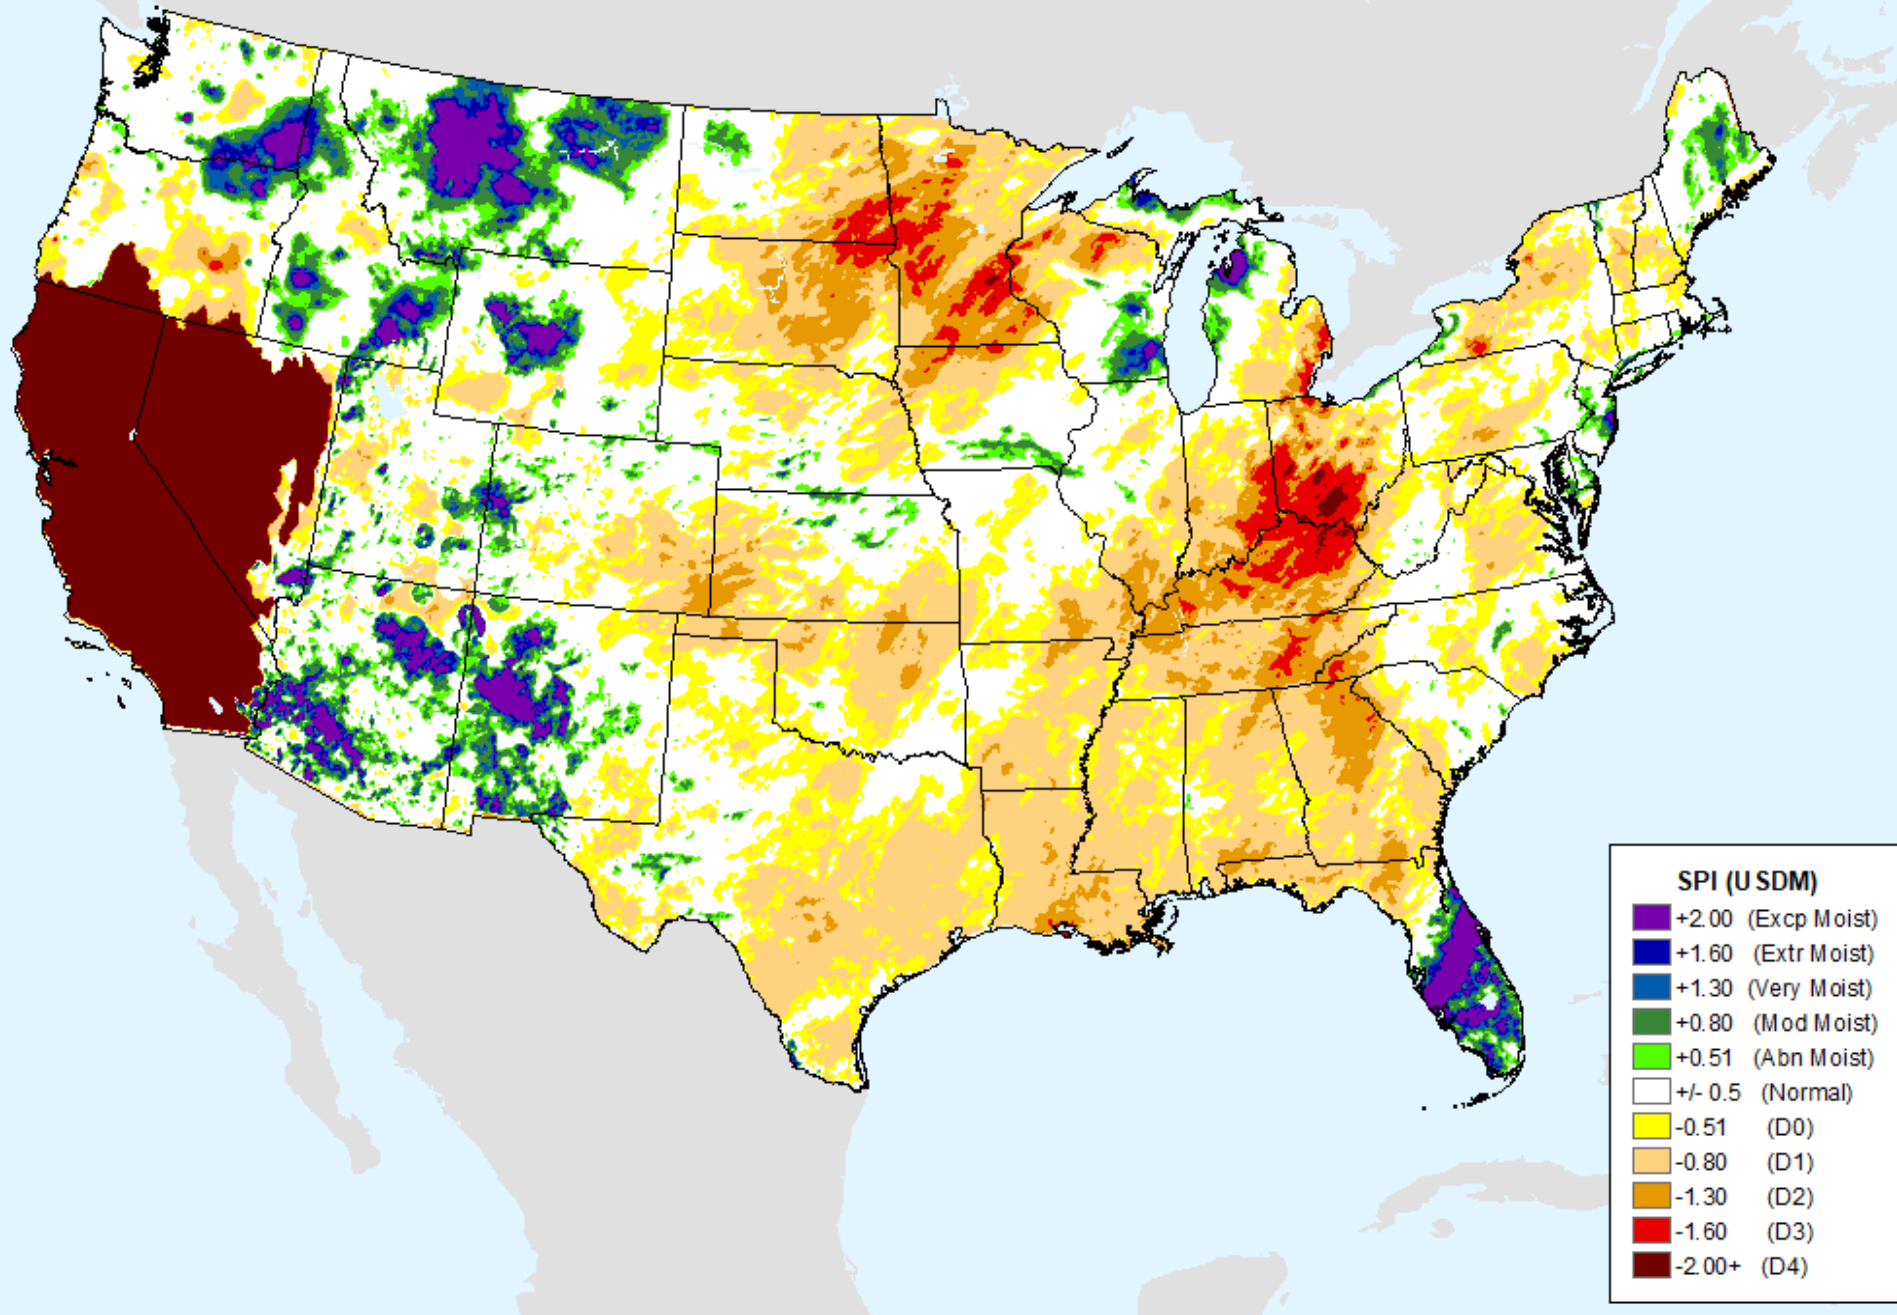 SPI (USDM)
+2.00 (Excp Moist)
+1.60 (Extr Moist)
+1.30 (Very Moist)
+0.80 (Mod Moist)
+0.51 (Abn Moist)
+/- 0.5 (Normal)
-0.51 (D0)
-0.80 (D1)
-1.30 (D2)
-1.60 (D3)
-2.00+ (D4)